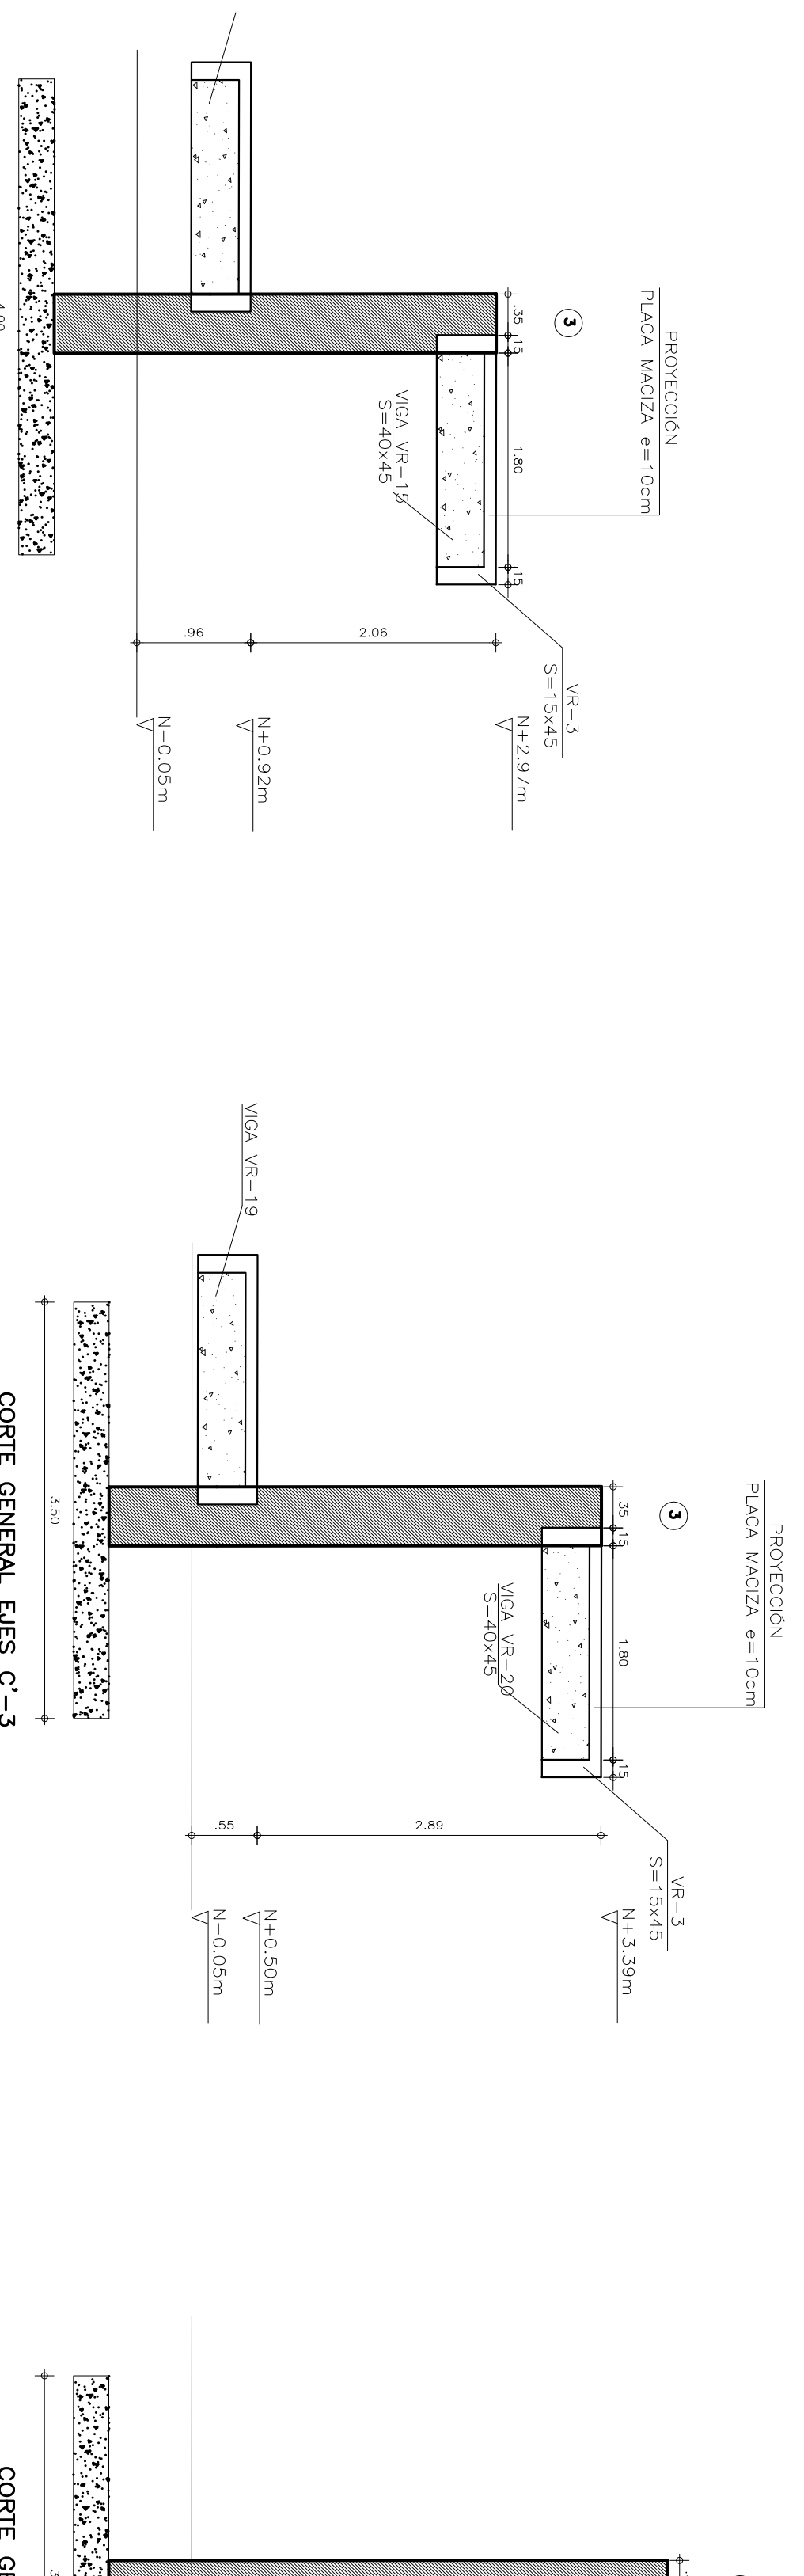 PROYECCIÓN
PLACA MACIZA e=10cm
3
.35
.15
1.80
.15
VIGA VR-15
S=40x45
VR-3
S=15x45
2.06
.96
N+2.97m
N+0.92m
N-0.05m
PROYECCIÓN
PLACA MACIZA e=10cm
3
.35
.15
1.80
.15
VIGA VR-20
S=40x45
VR-3
S=15x45
VIGA VR-19
2.89
.55
N+3.39m
N+0.50m
N-0.05m
3.50
CORTE GENERAL EJES C'-3
CORTE